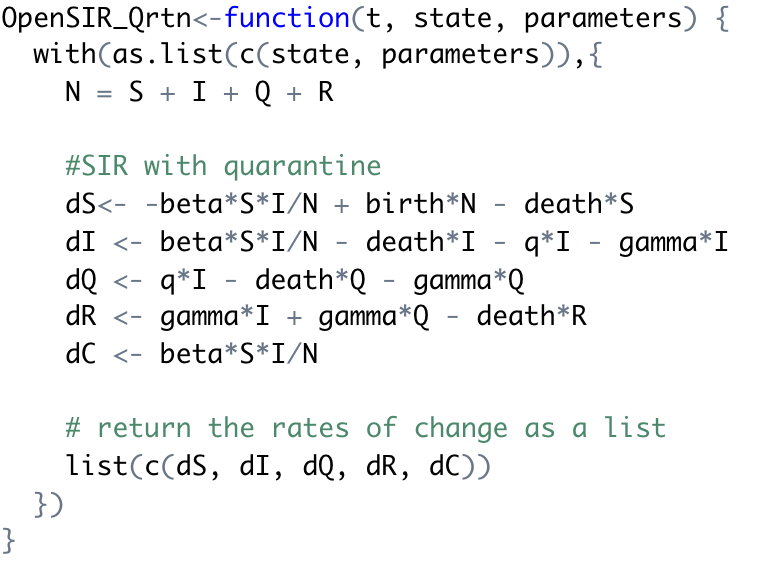 OpenSIR_Qrtn<-function(t, state, parameters) {
  with(as.list(c(state, parameters)),{
    N = S + I + Q + R

    #SIR with quarantine
    dS<- -beta*S*I/N + birth*N - death*S
    dI <- beta*S*I/N - death*I - q*I - gamma*I
    dQ <- q*I - death*Q - gamma*Q
    dR <- gamma*I + gamma*Q - death*R
    dC <- beta*S*I/N

    # return the rates of change as a list
    list(c(dS, dI, dQ, dR, dC))
  })
}